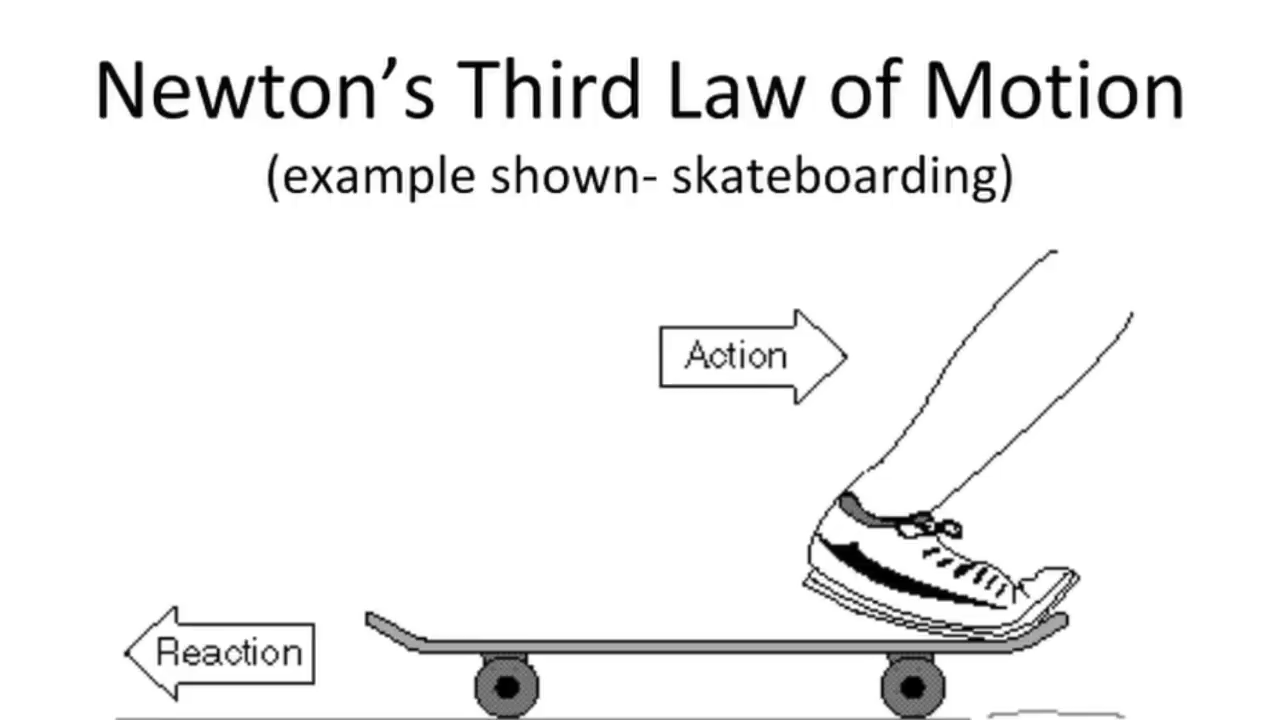 Newton’s Third Law of Motion
(example shown- skateboarding)
Action
Reaction